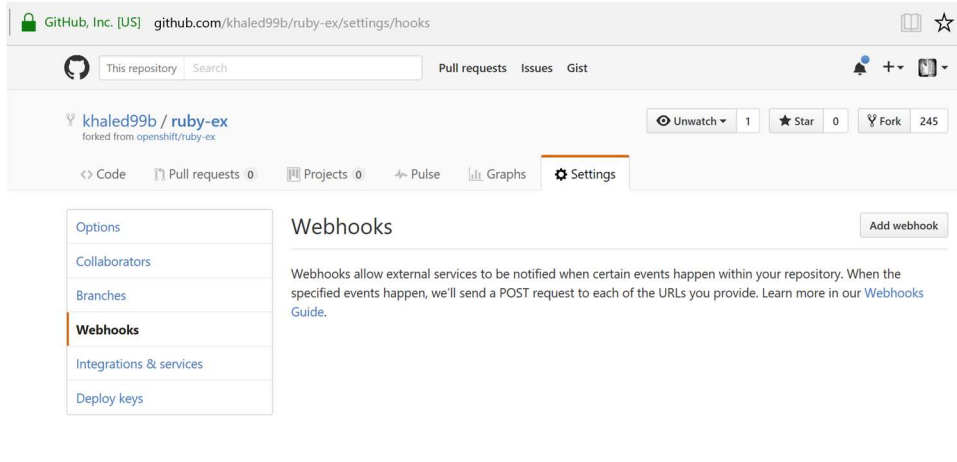 GitHub, Inc. [US] github.com/khaled99b/ruby-ex/settings/hooks
This repository Search Pull requests Issues Gist
khaled99b / ruby-ex Unwatch 1 Star 0 Fork 245
forked from openshift/ruby-ex
Code Pull requests 0 Projects 0 Pulse Graphs Settings
Options
Collaborators
Branches
Webhooks
Integrations & services
Deploy keys
Webhooks Add webhook
Webhooks allow external services to be notified when certain events happen within your repository. When the
specified events happen, we'll send a POST request to each of the URLs you provide. Learn more in our Webhooks
Guide.